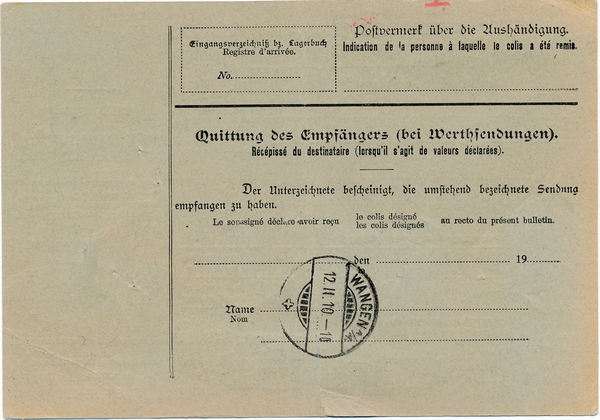 Eingangsverzeichniß bz. Lagerbuch
Registre d'arrivée.
No.
Postvermerk über die Aushändigung.
Indication de la personne à laquelle le colis a été remis.
Quittung des Empfängers (bei Werthsendungen).
Récépissé du destinataire (lorsqu'il s'agit de valeurs déclarées).
Der Unterzeichnete bescheinigt, die umstehend bezeichnete Sendung
empfangen zu haben.
Le soussigné déclare avoir reçu le colis désigné
les colis désignés au recto du présent bulletin.
den 19
WANGEN a/A.
12.II.10-10
Name
Nom